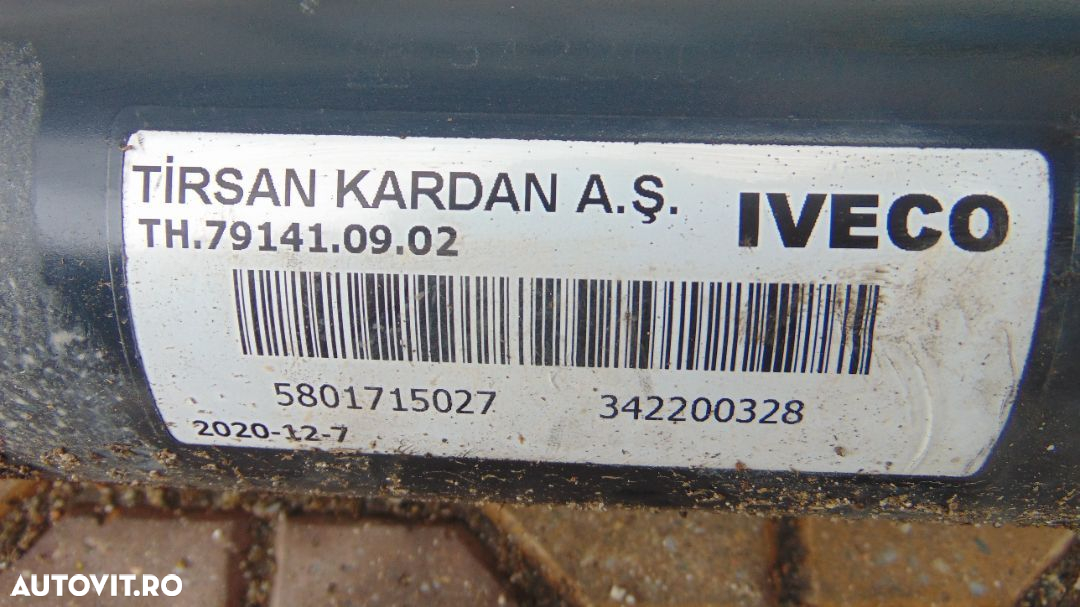 TİRSAN KARDAN A.Ş.
IVECO
TH.79141.09.02
5801715027 342200328
2020-12-7
AUTOVIT.RO